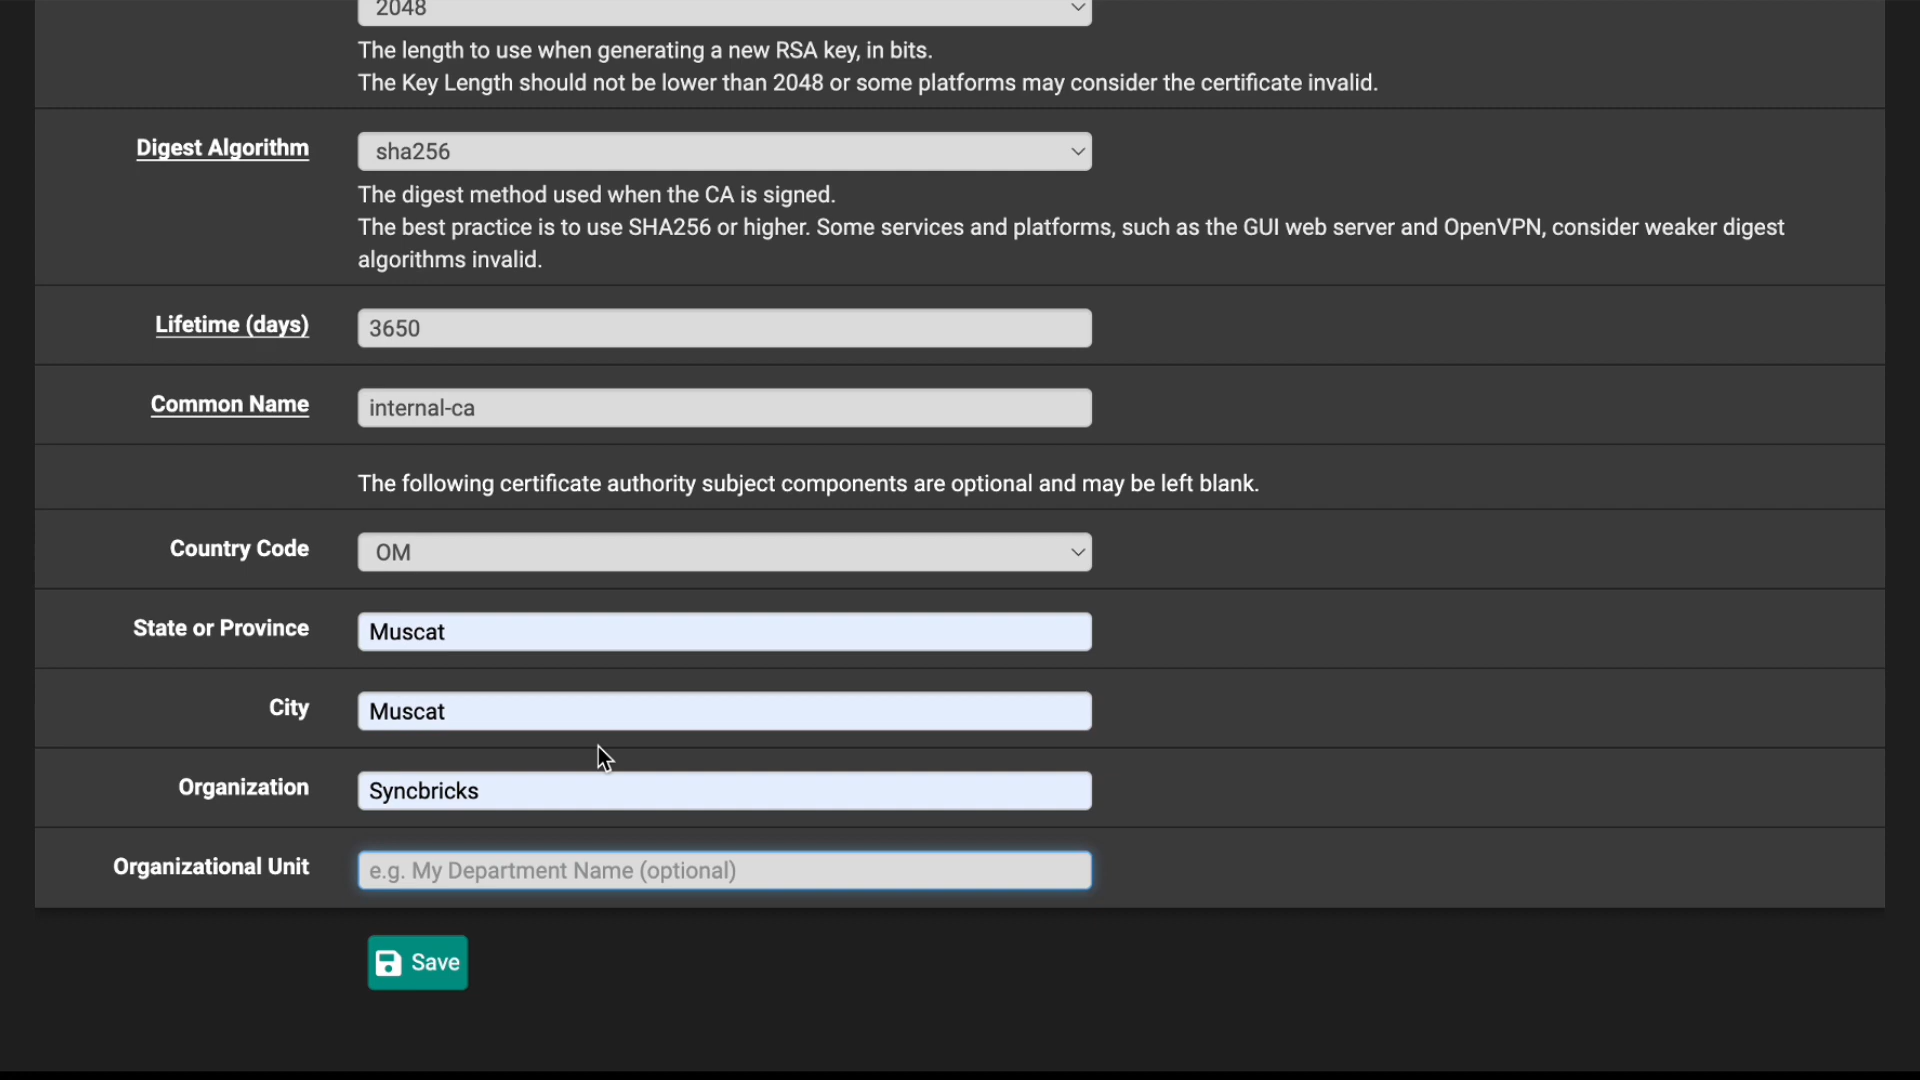 2048
The length to use when generating a new RSA key, in bits.
The Key Length should not be lower than 2048 or some platforms may consider the certificate invalid.
Digest Algorithm
sha256
The digest method used when the CA is signed.
The best practice is to use SHA256 or higher. Some services and platforms, such as the GUI web server and OpenVPN, consider weaker digest
algorithms invalid.
Lifetime (days)
3650
Common Name
internal-ca
The following certificate authority subject components are optional and may be left blank.
Country Code
OM
State or Province
Muscat
City
Muscat
Organization
Syncbricks
Organizational Unit
e.g. My Department Name (optional)
Save